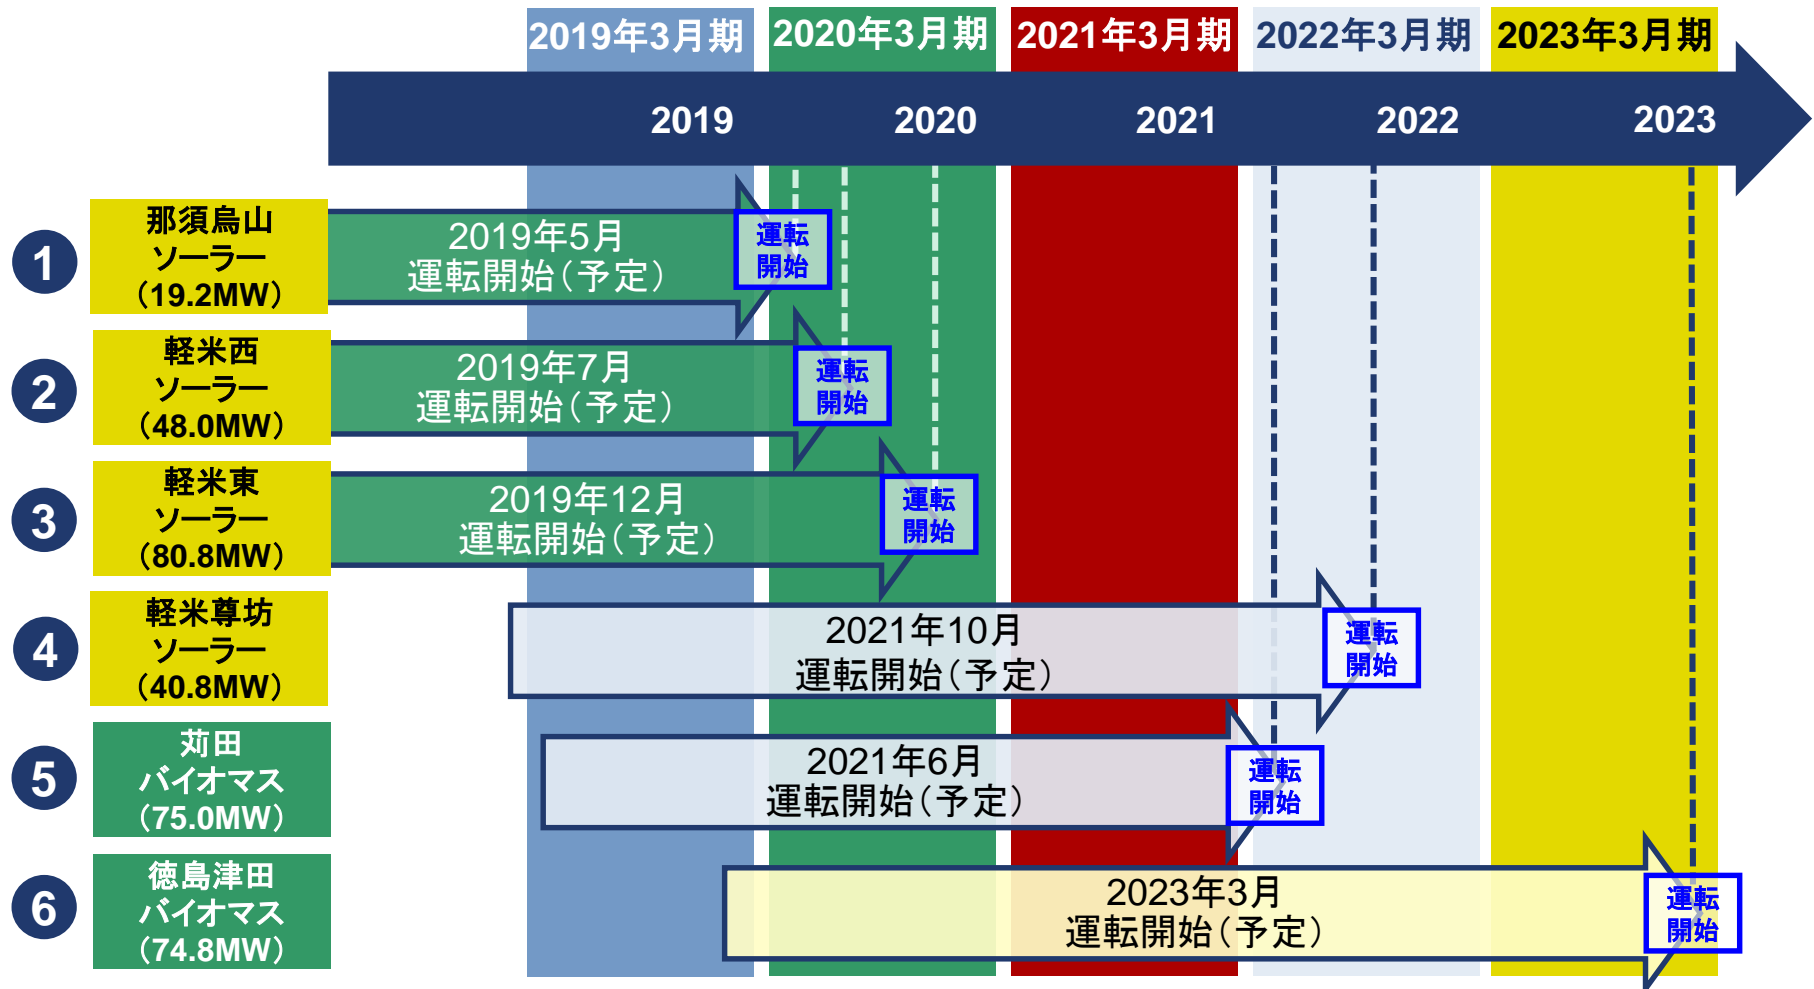 2019年3月期
2020年3月期
2021年3月期
2022年3月期
2023年3月期
2019
2020
2021
2022
2023
1
那須烏山
ソーラー
（19.2MW）
2019年5月
運転開始（予定）
運転
開始
2
軽米西
ソーラー
（48.0MW）
2019年7月
運転開始（予定）
運転
開始
3
軽米東
ソーラー
（80.8MW）
2019年12月
運転開始（予定）
運転
開始
4
軽米尊坊
ソーラー
（40.8MW）
2021年10月
運転開始（予定）
運転
開始
5
苅田
バイオマス
（75.0MW）
2021年6月
運転開始（予定）
運転
開始
6
徳島津田
バイオマス
（74.8MW）
2023年3月
運転開始（予定）
運転
開始